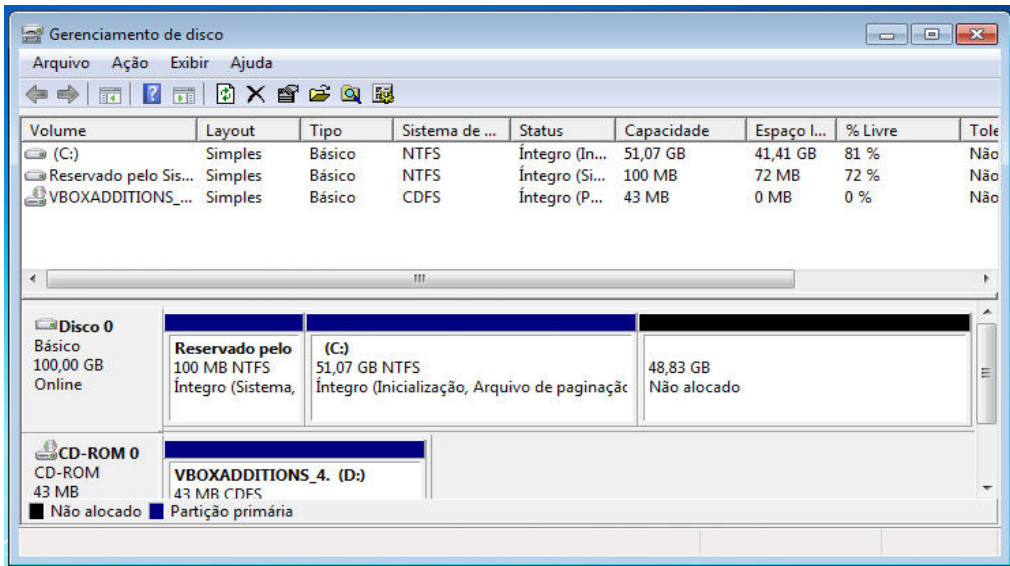 Gerenciamento de disco
Arquivo Ação Exibir Ajuda
Volume Layout Tipo Sistema de ... Status Capacidade Espaço l... % Livre Tole
(C:) Simples Básico NTFS Íntegro (In... 51,07 GB 41,41 GB 81 % Não
Reservado pelo Sis... Simples Básico NTFS Íntegro (Si... 100 MB 72 MB 72 % Não
VBOXADDITIONS_... Simples Básico CDFS Íntegro (P... 43 MB 0 MB 0 % Não
Disco 0
Básico
100,00 GB
Online
Reservado pelo
100 MB NTFS
Íntegro (Sistema,
(C:)
51,07 GB NTFS
Íntegro (Inicialização, Arquivo de paginação
48,83 GB
Não alocado
CD-ROM 0
CD-ROM
43 MB
VBOXADDITIONS_4. (D:)
43 MB CDFS
Não alocado Partição primária